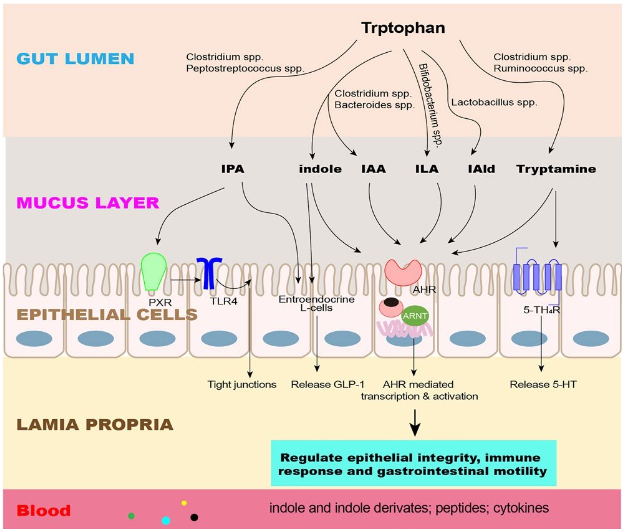 Trptophan
GUT LUMEN
Clostridium spp.
Peptostreptococcus spp.
Clostridium spp.
Bacteroides spp.
Bifidobacterium spp.
Lactobacillus spp.
Clostridium spp.
Ruminococcus spp.
IPA
indole
IAA
ILA
IAld
Tryptamine
MUCUS LAYER
PXR
TLR4
Entroendocrine
L-cells
AHR
ARNT
5-TH₄R
EPITHELIAL CELLS
Tight junctions
Release GLP-1
AHR mediated
transcription & activation
Release 5-HT
LAMIA PROPRIA
Regulate epithelial integrity, immune
response and gastrointestinal motility
Blood
indole and indole derivates; peptides; cytokines